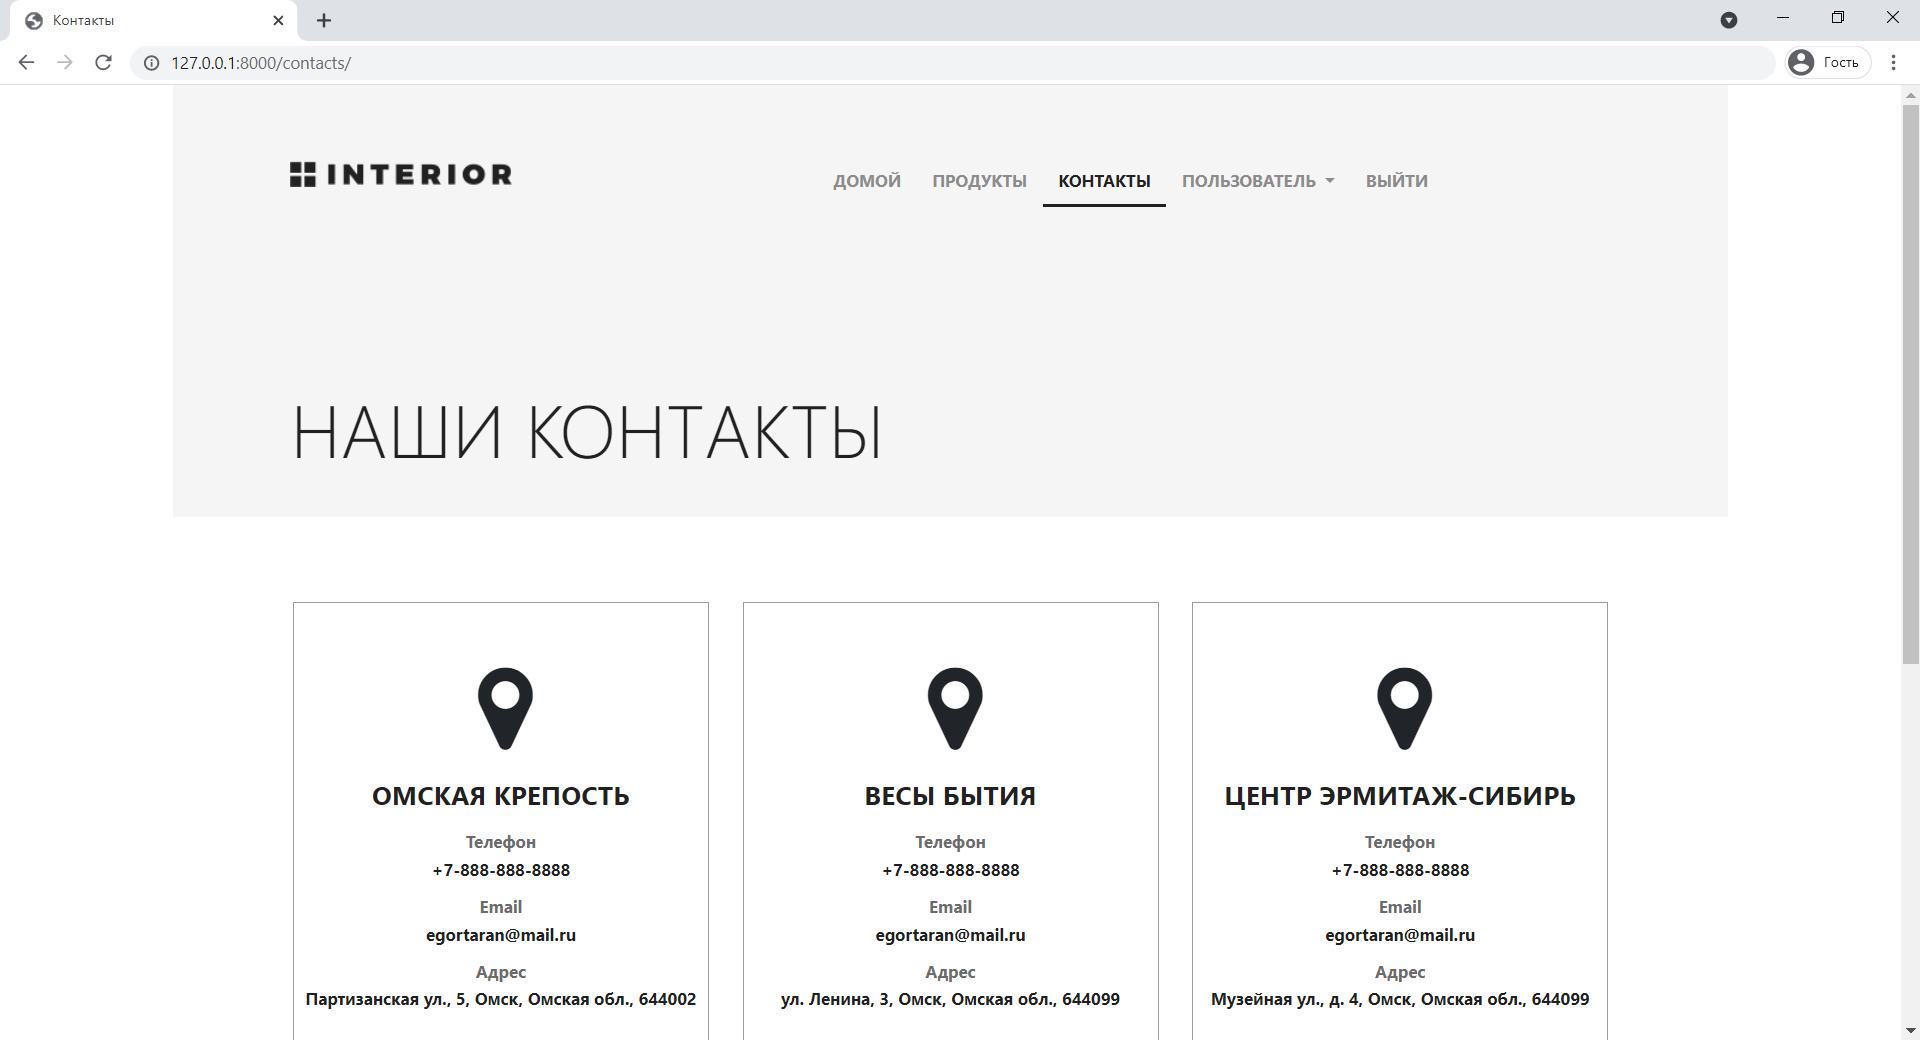 Контакты
127.0.0.1:8000/contacts/
Гость
INTERIOR
ДОМОЙ ПРОДУКТЫ КОНТАКТЫ ПОЛЬЗОВАТЕЛЬ ВЫЙТИ
НАШИ КОНТАКТЫ
ОМСКАЯ КРЕПОСТЬ
Телефон
+7-888-888-8888
Email
egortaran@mail.ru
Адрес
Партизанская ул., 5, Омск, Омская обл., 644002
ВЕСЫ БЫТИЯ
Телефон
+7-888-888-8888
Email
egortaran@mail.ru
Адрес
ул. Ленина, 3, Омск, Омская обл., 644099
ЦЕНТР ЭРМИТАЖ-СИБИРЬ
Телефон
+7-888-888-8888
Email
egortaran@mail.ru
Адрес
Музейная ул., д. 4, Омск, Омская обл., 644099